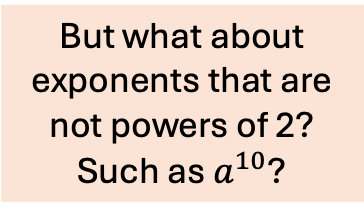 But what about
exponents that are
not powers of 2?
Such as 𝑎¹⁰?